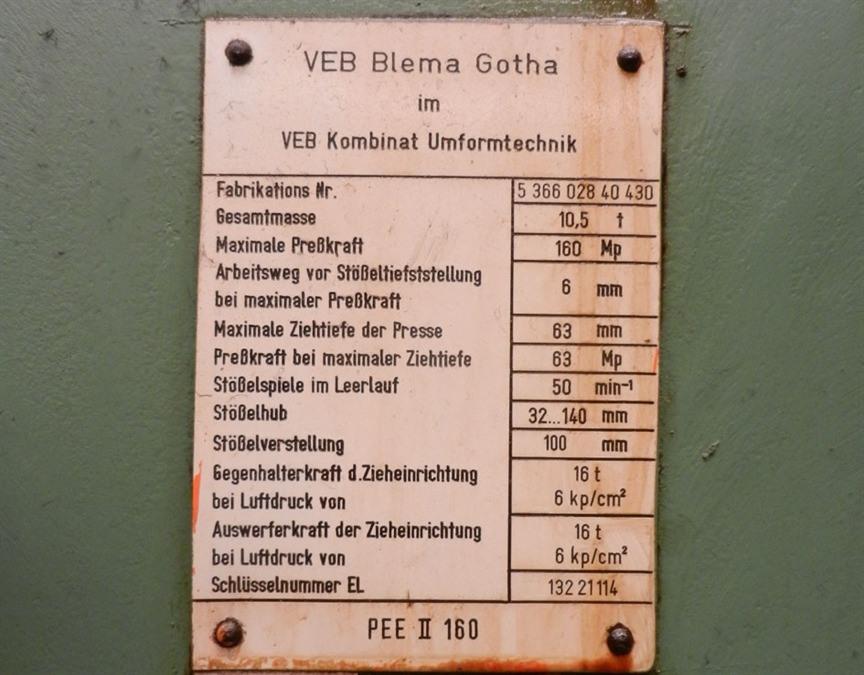 VEB Blema Gotha
im
VEB Kombinat Umformtechnik
Fabrikations Nr. 5 366 028 40 430
Gesamtmasse 10,5 t
Maximale Preßkraft 160 Mp
Arbeitsweg vor Stößeltiefststellung
bei maximaler Preßkraft 6 mm
Maximale Ziehtiefe der Presse 63 mm
Preßkraft bei maximaler Ziehtiefe 63 Mp
Stößelspiele im Leerlauf 50 min⁻¹
Stößelhub 32...140 mm
Stößelverstellung 100 mm
Gegenhalterkraft d.Zieheinrichtung 16 t
bei Luftdruck von 6 kp/cm²
Auswerferkraft der Zieheinrichtung 16 t
bei Luftdruck von 6 kp/cm²
Schlüsselnummer EL 132 21 114
PEE II 160